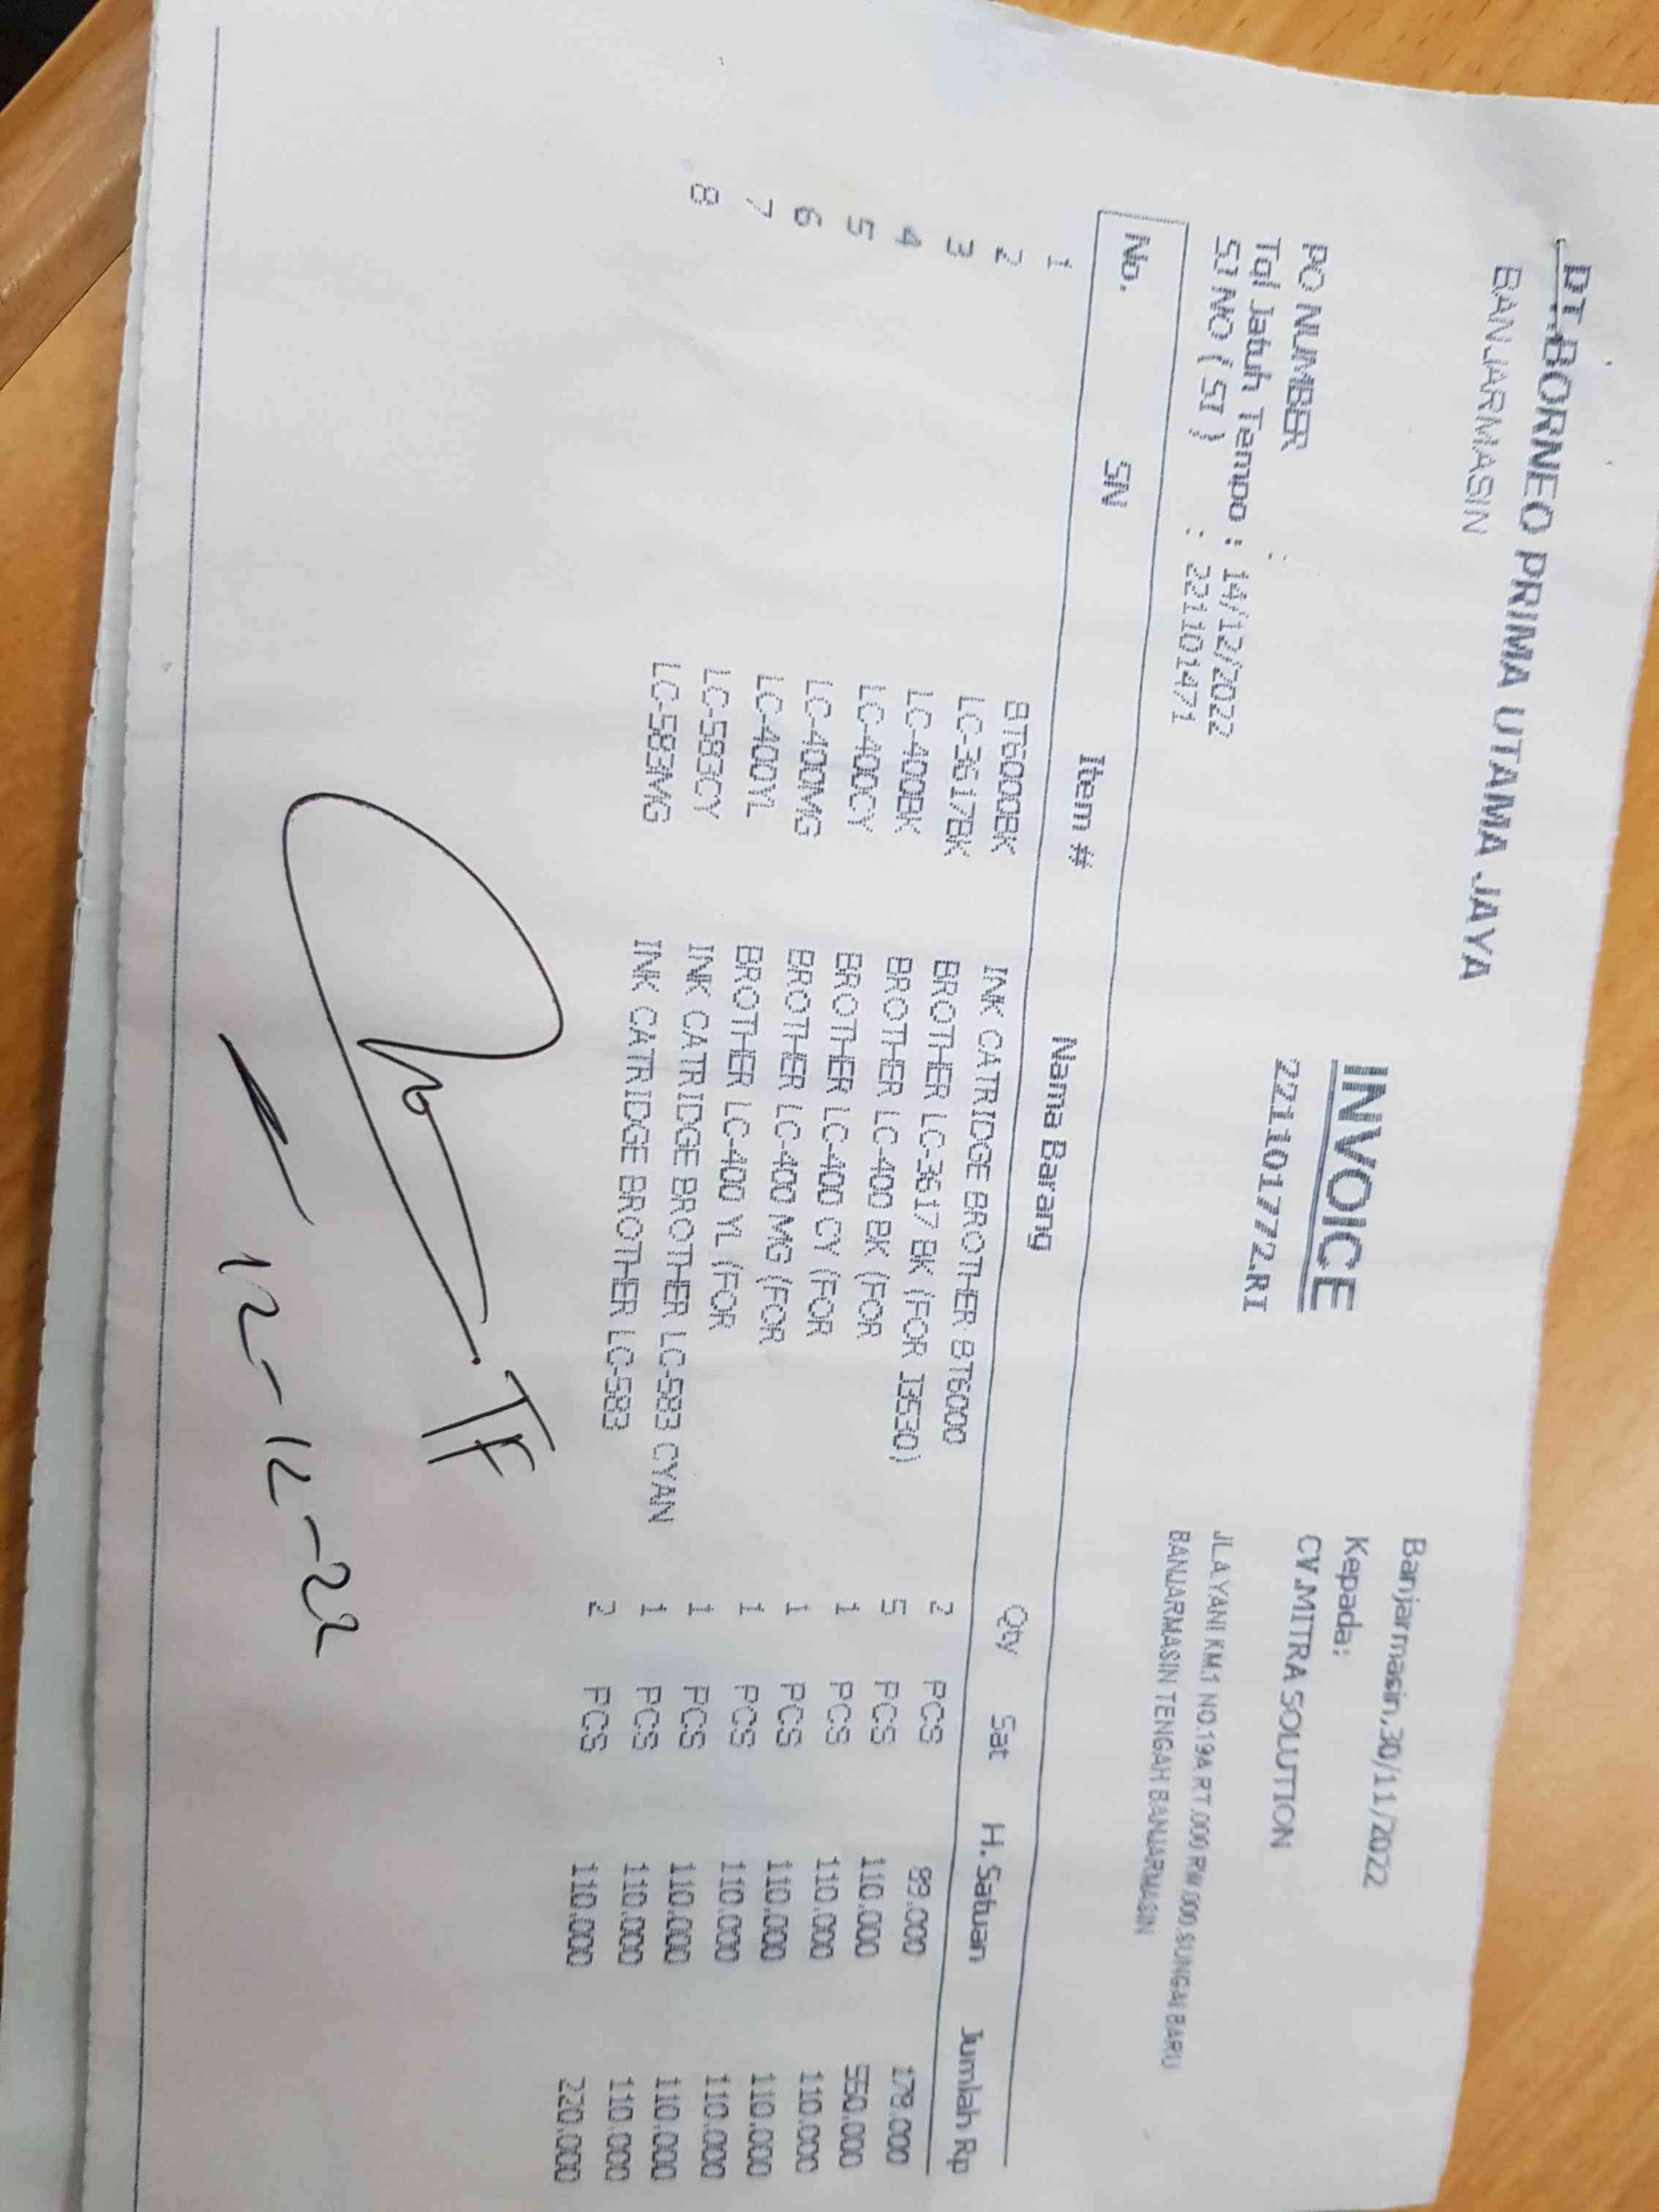 PT.BORNEO PRIMA UTAMA JAYA
BANJARMASIN
INVOICE
221101772.RI
Banjarmasin,30/11/2022
Kepada:
CV.MITRA SOLUTION
JL.A.YANI KM.1 NO.19A RT.000 RW.000.SUNGAI BARU
BANJARMASIN TENGAH BANJARMASIN
PO NUMBER :
Tgl Jatuh Tempo : 14/12/2022
SJ NO ( SI ) : 221101471
No. SN Item # Nama Barang Qty Sat H.Satuan Jumlah Rp
1 BT6000BK INK CATRIDGE BROTHER BT6000 2 PCS 89.000 178.000
2 LC-3617BK BROTHER LC-3617 BK (FOR J3530) 5 PCS 110.000 550.000
3 LC-400BK BROTHER LC-400 BK (FOR 1 PCS 110.000 110.000
4 LC-400CY BROTHER LC-400 CY (FOR 1 PCS 110.000 110.000
5 LC-400MG BROTHER LC-400 MG (FOR 1 PCS 110.000 110.000
6 LC-400YL BROTHER LC-400 YL (FOR 1 PCS 110.000 110.000
7 LC-583CY INK CATRIDGE BROTHER LC-583 CYAN 1 PCS 110.000 110.000
8 LC-583MG INK CATRIDGE BROTHER LC-583 2 PCS 110.000 220.000
TF
12-12-22